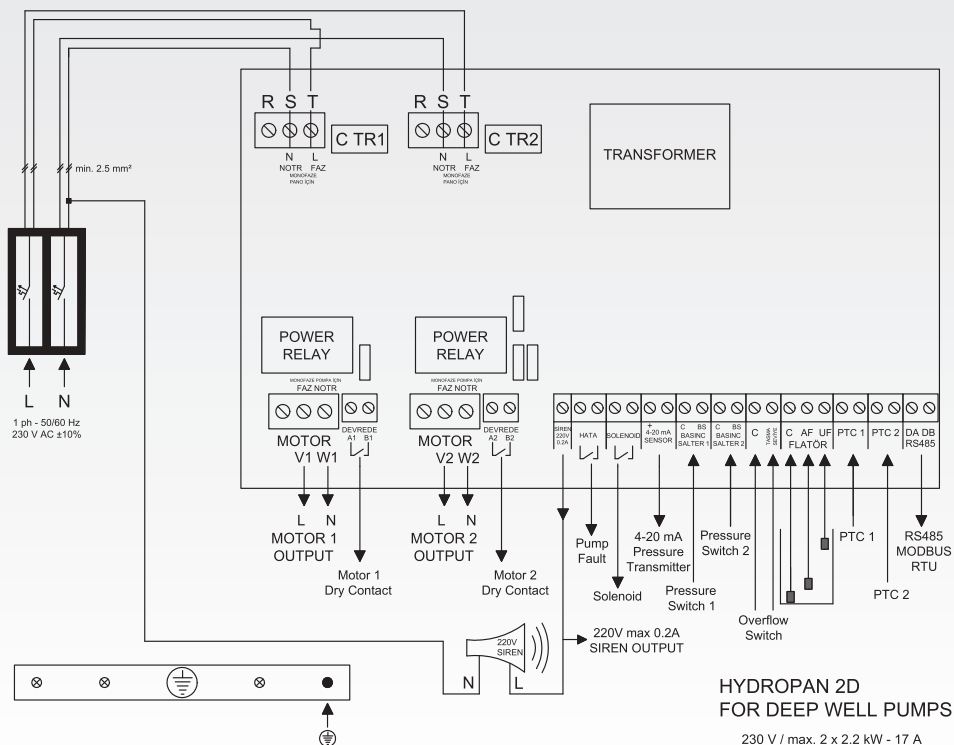 R S T
C TR1
N L
NOTR FAZ
MONOFAZE
PANO İÇİN
R S T
C TR2
N L
NOTR FAZ
MONOFAZE
PANO İÇİN
TRANSFORMER
min. 2.5 mm²
L N
1 ph - 50/60 Hz
230 V AC ±10%
POWER
RELAY
MONOFAZE POMPA İÇİN
FAZ NOTR
MOTOR
V1 W1
DEVREDE
A1 B1
L N
MOTOR 1
OUTPUT
Motor 1
Dry Contact
POWER
RELAY
MONOFAZE POMPA İÇİN
FAZ NOTR
MOTOR
V2 W2
DEVREDE
A2 B2
L N
MOTOR 2
OUTPUT
Motor 2
Dry Contact
SİREN
220V
0.2A
HATA
SOLENOID
+
4-20 mA
SENSOR
C BS
BASINC
SALTER 1
C BS
BASINC
SALTER 2
C
TASMA
SEVİYE
C AF UF
FLATÖR
PTC 1
PTC 2
DA DB
RS485
Pump
Fault
Solenoid
4-20 mA
Pressure
Transmitter
Pressure
Switch 1
Pressure
Switch 2
Overflow
Switch
PTC 1
PTC 2
RS485
MODBUS
RTU
220V
SIREN
N L
220V max 0.2A
SIREN OUTPUT
HYDROPAN 2D
FOR DEEP WELL PUMPS
230 V / max. 2 x 2.2 kW - 17 A